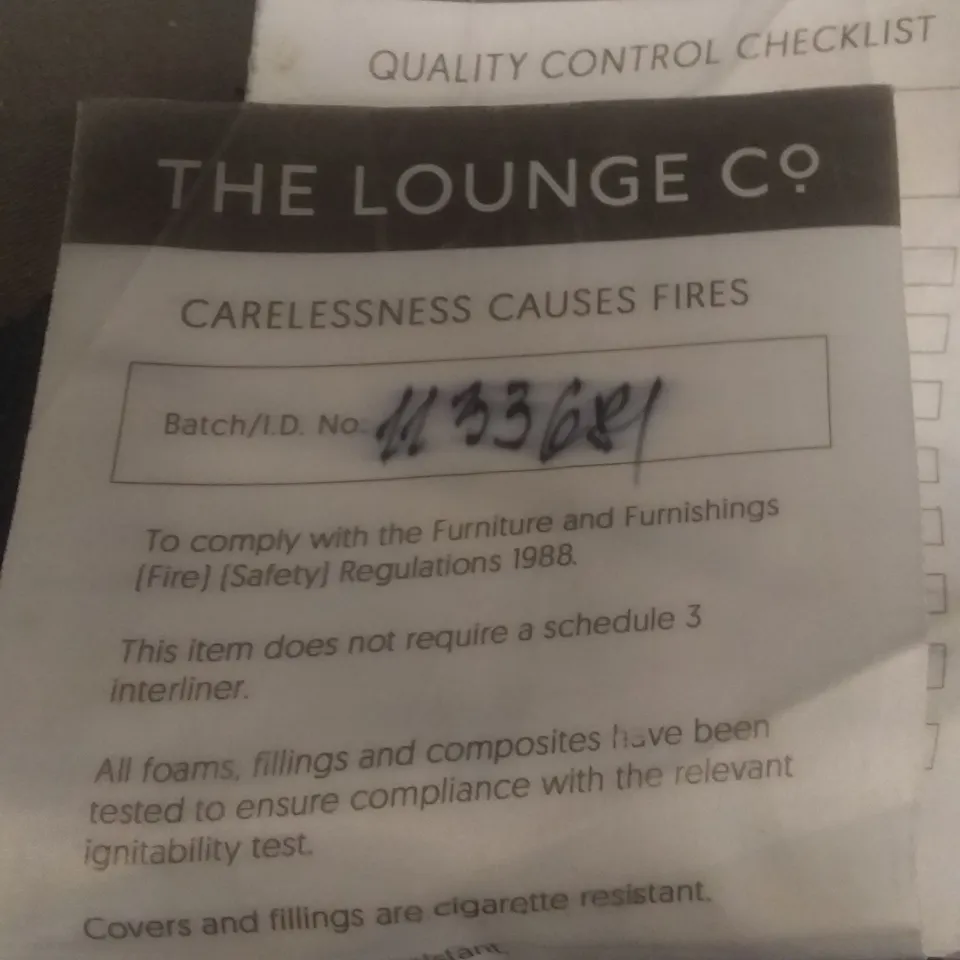 QUALITY CONTROL CHECKLIST
THE LOUNGE Co
CARELESSNESS CAUSES FIRES
Batch/I.D. No. 1133681
To comply with the Furniture and Furnishings
(Fire) (Safety) Regulations 1988.
This item does not require a schedule 3
interliner.
All foams, fillings and composites have been
tested to ensure compliance with the relevant
ignitability test.
Covers and fillings are cigarette resistant.